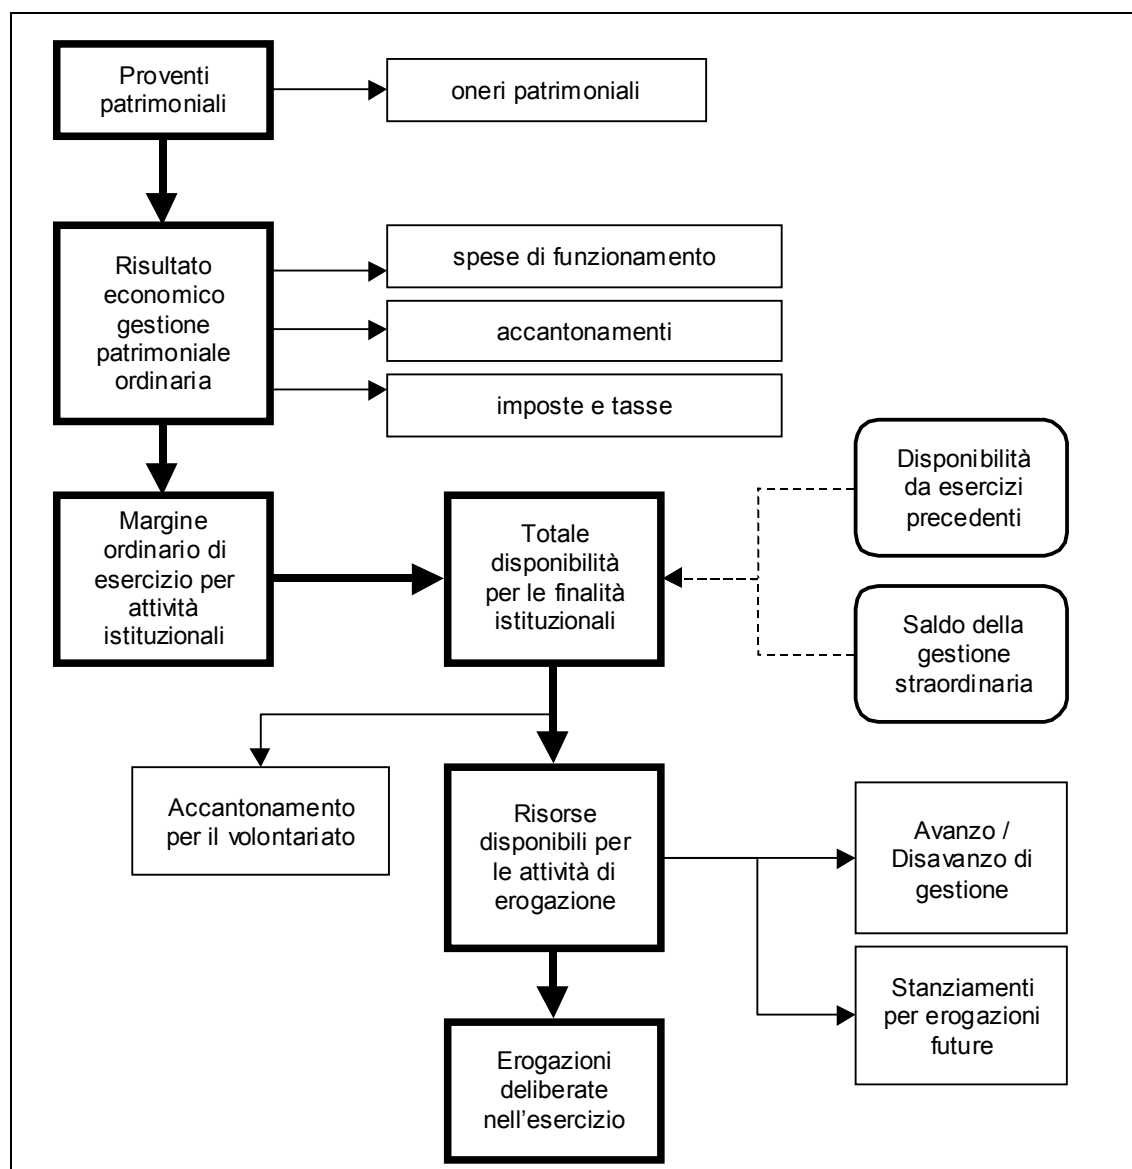 Proventi
patrimoniali
oneri patrimoniali
Risultato
economico
gestione
patrimoniale
ordinaria
spese di funzionamento
accantonamenti
imposte e tasse
Disponibilità
da esercizi
precedenti
Margine
ordinario di
esercizio per
attività
istituzionali
Totale
disponibilità
per le finalità
istituzionali
Saldo della
gestione
straordinaria
Accantonamento
per il volontariato
Risorse
disponibili per
le attività di
erogazione
Avanzo /
Disavanzo di
gestione
Stanziamenti
per erogazioni
future
Erogazioni
deliberate
nell'esercizio